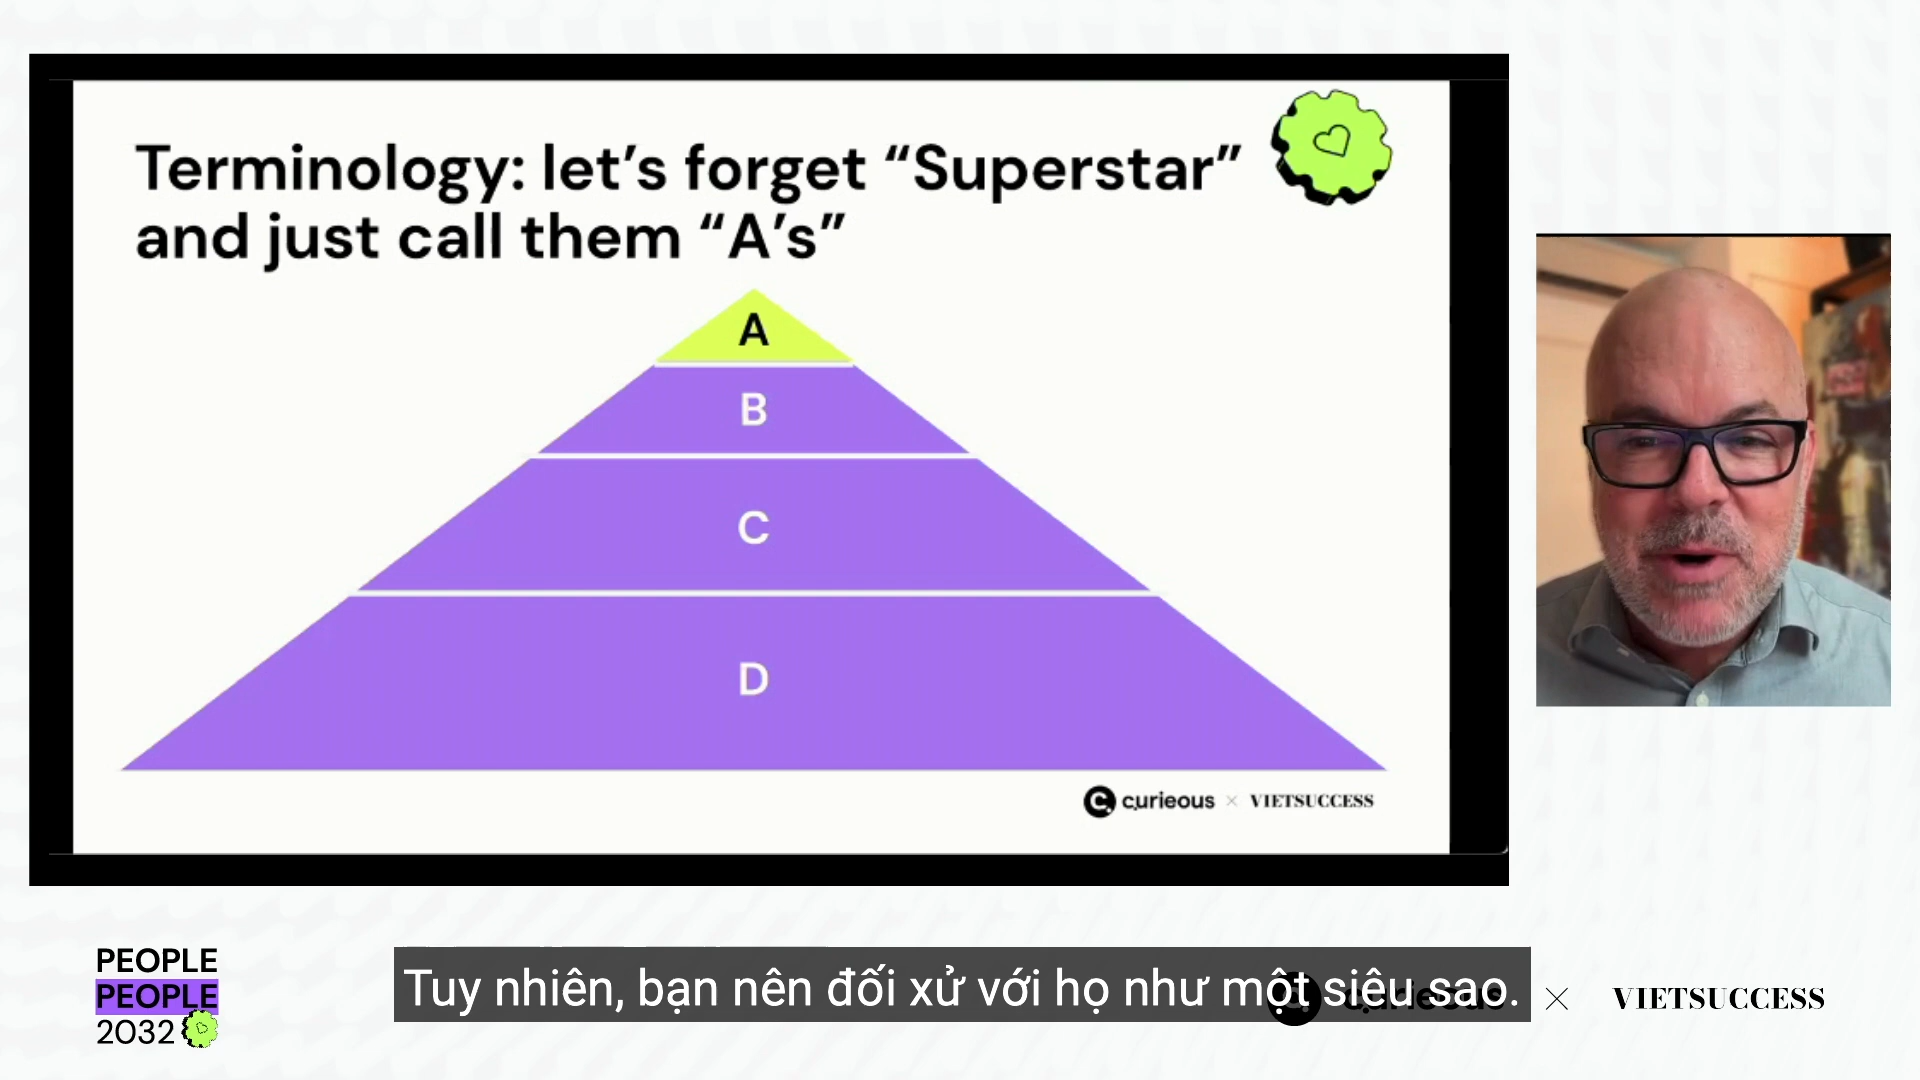 Terminology: let’s forget “Superstar”
and just call them “A’s”
A
B
C
D
curieous × VIETSUCCESS
PEOPLE
PEOPLE
2032
Tuy nhiên, bạn nên đối xử với họ như một siêu sao.
curieous × VIETSUCCESS